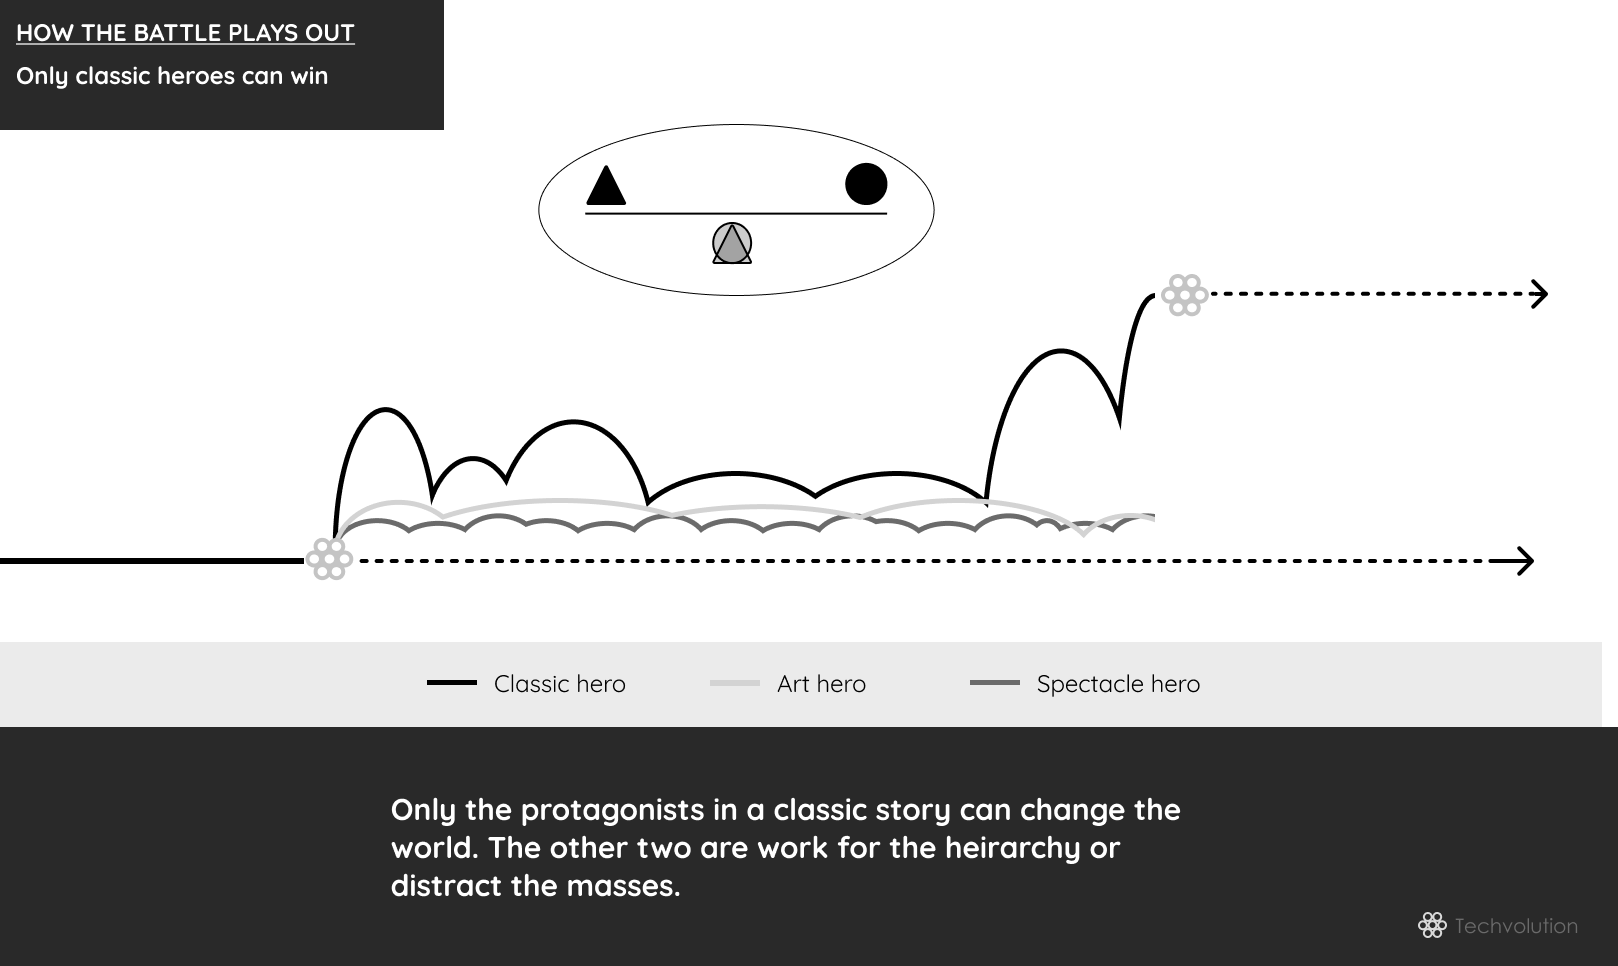 HOW THE BATTLE PLAYS OUT
Only classic heroes can win
Classic hero
Art hero
Spectacle hero
Only the protagonists in a classic story can change the
world. The other two are work for the heirarchy or
distract the masses.
Techvolution